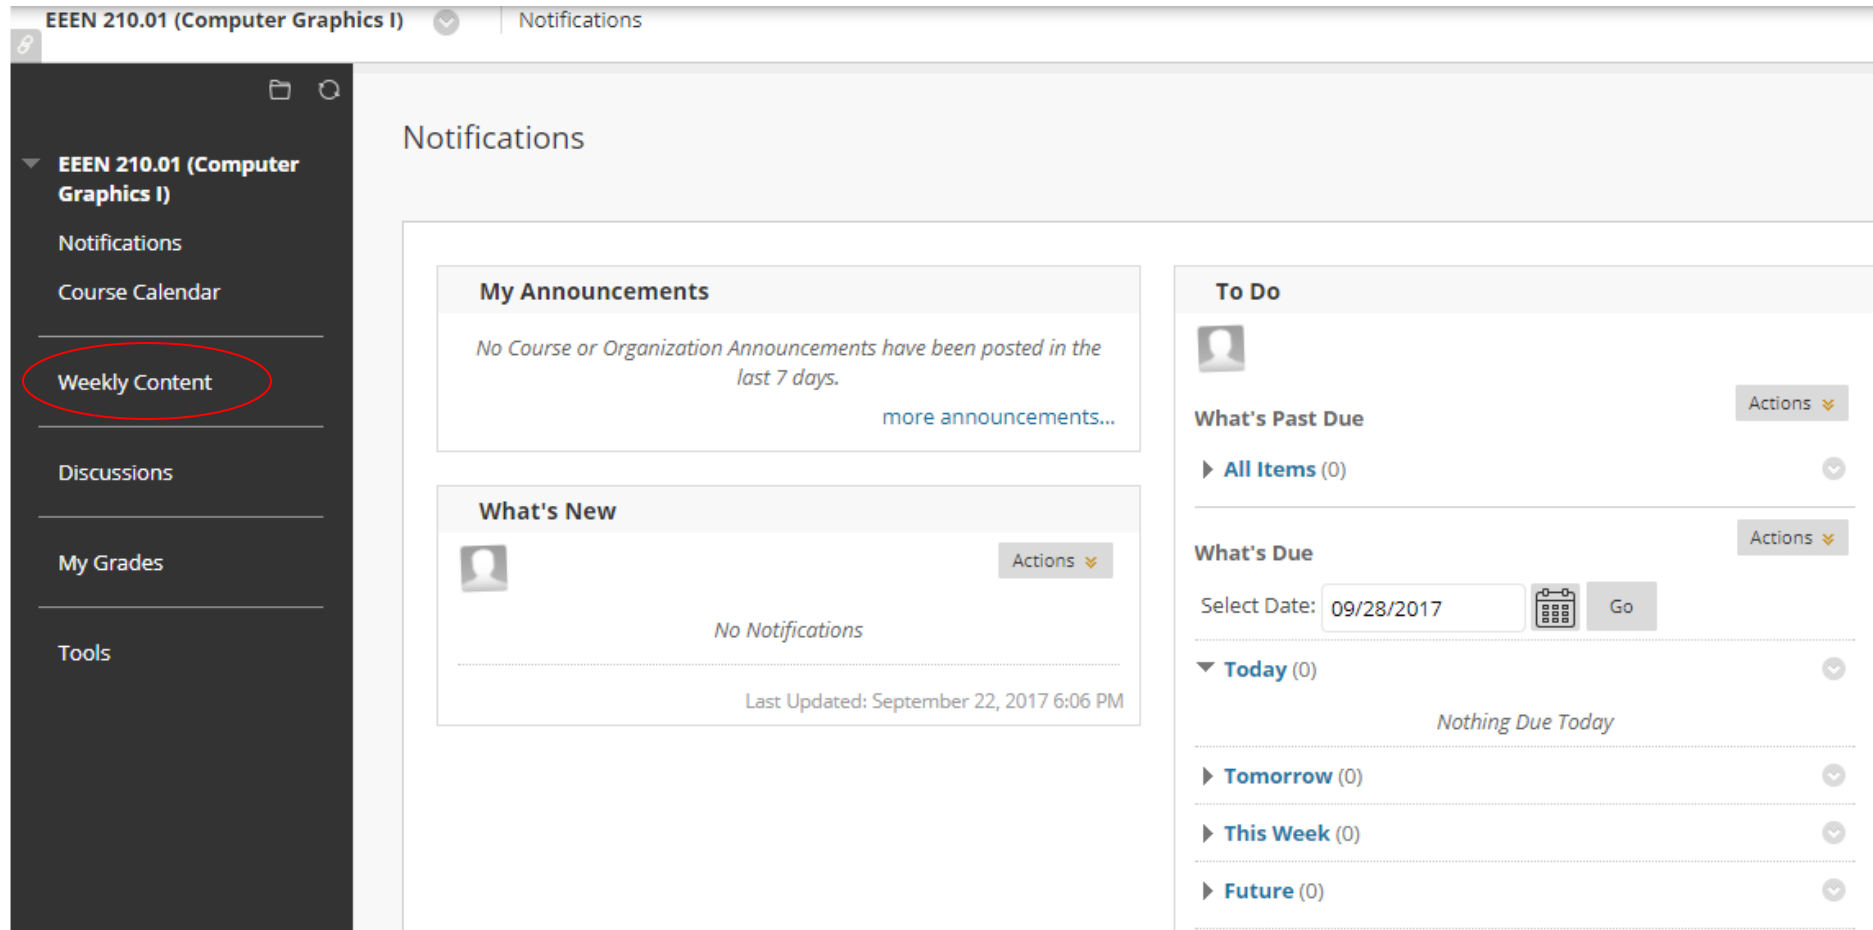 EEEN 210.01 (Computer Graphics I)
Notifications
EEEN 210.01 (Computer
Graphics I)
Notifications
Course Calendar
Weekly Content
Discussions
My Grades
Tools
Notifications
My Announcements
No Course or Organization Announcements have been posted in the
last 7 days.
more announcements...
What's New
Actions
No Notifications
Last Updated: September 22, 2017 6:06 PM
To Do
Actions
What's Past Due
All Items (0)
Actions
What's Due
Select Date: 09/28/2017 Go
Today (0)
Nothing Due Today
Tomorrow (0)
This Week (0)
Future (0)